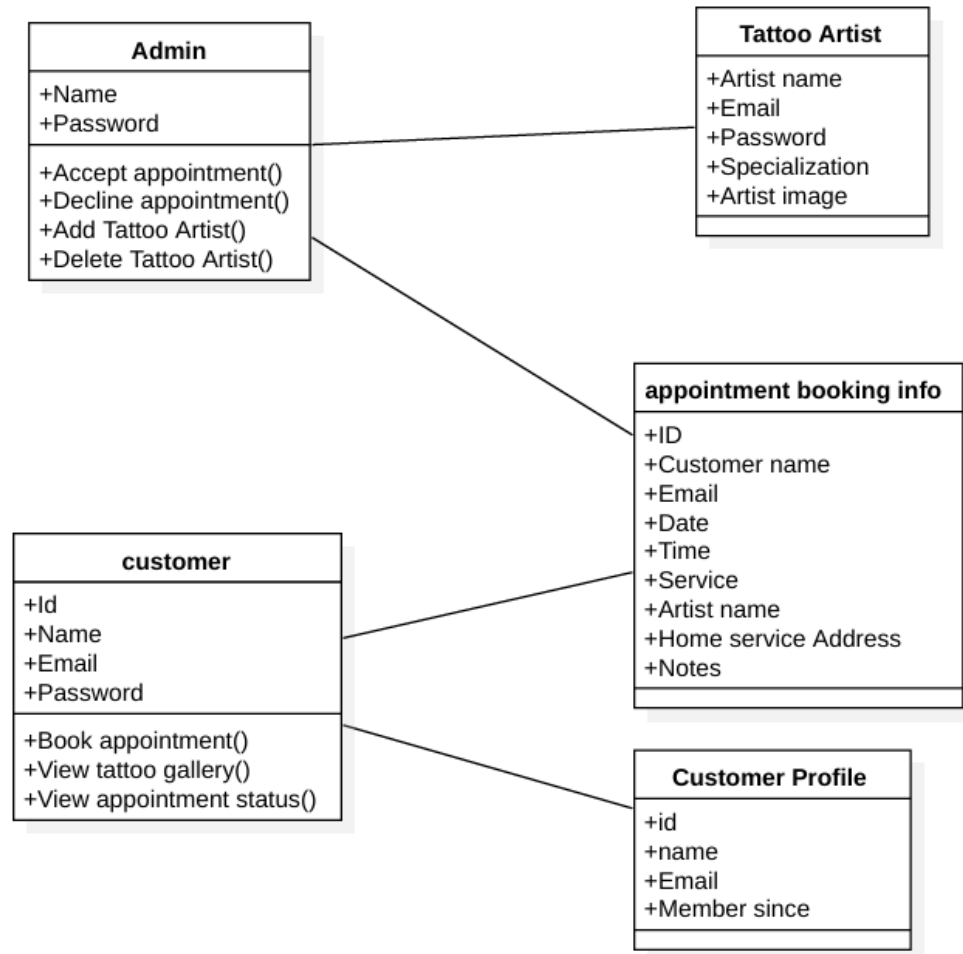 Admin
+Name
+Password
+Accept appointment()
+Decline appointment()
+Add Tattoo Artist()
+Delete Tattoo Artist()
Tattoo Artist
+Artist name
+Email
+Password
+Specialization
+Artist image
appointment booking info
+ID
+Customer name
+Email
+Date
+Time
+Service
+Artist name
+Home service Address
+Notes
customer
+Id
+Name
+Email
+Password
+Book appointment()
+View tattoo gallery()
+View appointment status()
Customer Profile
+id
+name
+Email
+Member since